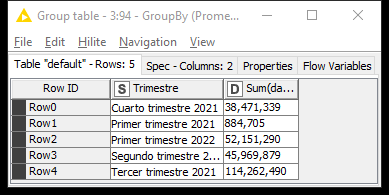 Group table - 3:94 - GroupBy (Prome
File Edit Hilite Navigation View
Table "default" - Rows: 5 Spec - Columns: 2 Properties Flow Variables
Row ID S Trimestre D Sum(da...
Row0 Cuarto trimestre 2021 38,471,339
Row1 Primer trimestre 2021 884,705
Row2 Primer trimestre 2022 52,151,290
Row3 Segundo trimestre 2... 45,969,879
Row4 Tercer trimestre 2021 114,262,490